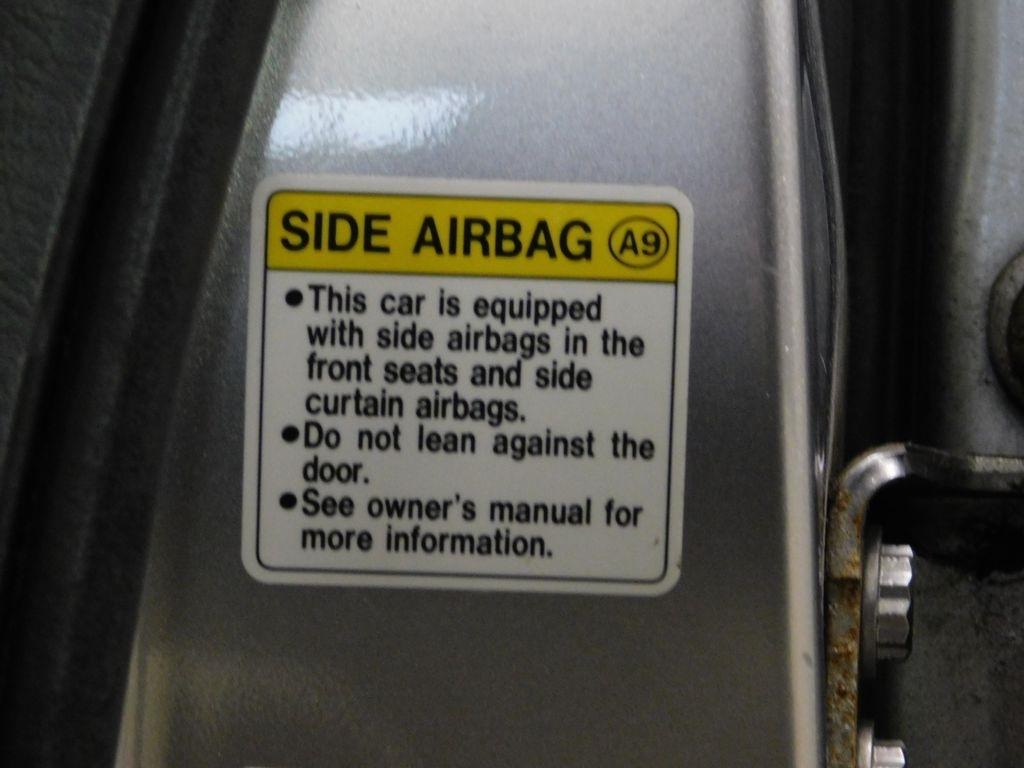 SIDE AIRBAG A9
•This car is equipped
with side airbags in the
front seats and side
curtain airbags.
•Do not lean against the
door.
•See owner's manual for
more information.